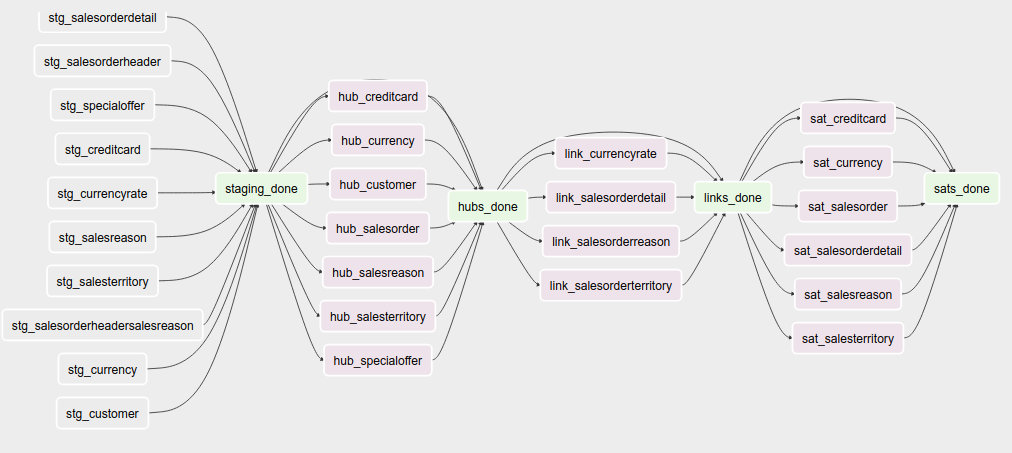 stg_salesorderdetail
stg_salesorderheader
stg_specialoffer
stg_creditcard
stg_currencyrate
stg_salesreason
stg_salesterritory
stg_salesorderheadersalesreason
stg_currency
stg_customer
staging_done
hub_creditcard
hub_currency
hub_customer
hub_salesorder
hub_salesreason
hub_salesterritory
hub_specialoffer
hubs_done
link_currencyrate
link_salesorderdetail
link_salesorderreason
link_salesorderterritory
links_done
sat_creditcard
sat_currency
sat_salesorder
sat_salesorderdetail
sat_salesreason
sat_salesterritory
sats_done